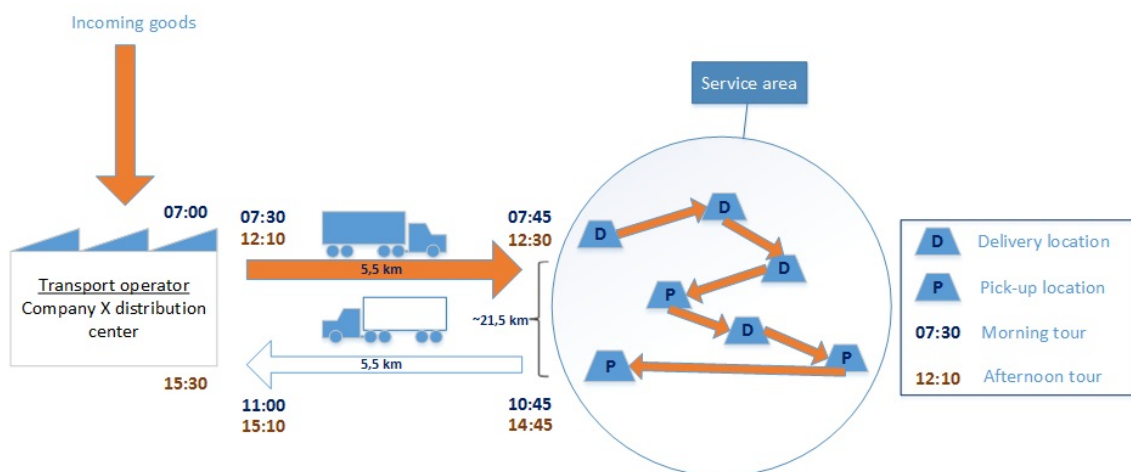 Incoming goods
Service area
07:00
07:30
12:10
07:45
12:30
5,5 km
Transport operator
Company X distribution
center
~21,5 km
5,5 km
15:30
11:00
15:10
10:45
14:45
D
D
D
P
D
P
P
D Delivery location
P Pick-up location
07:30 Morning tour
12:10 Afternoon tour